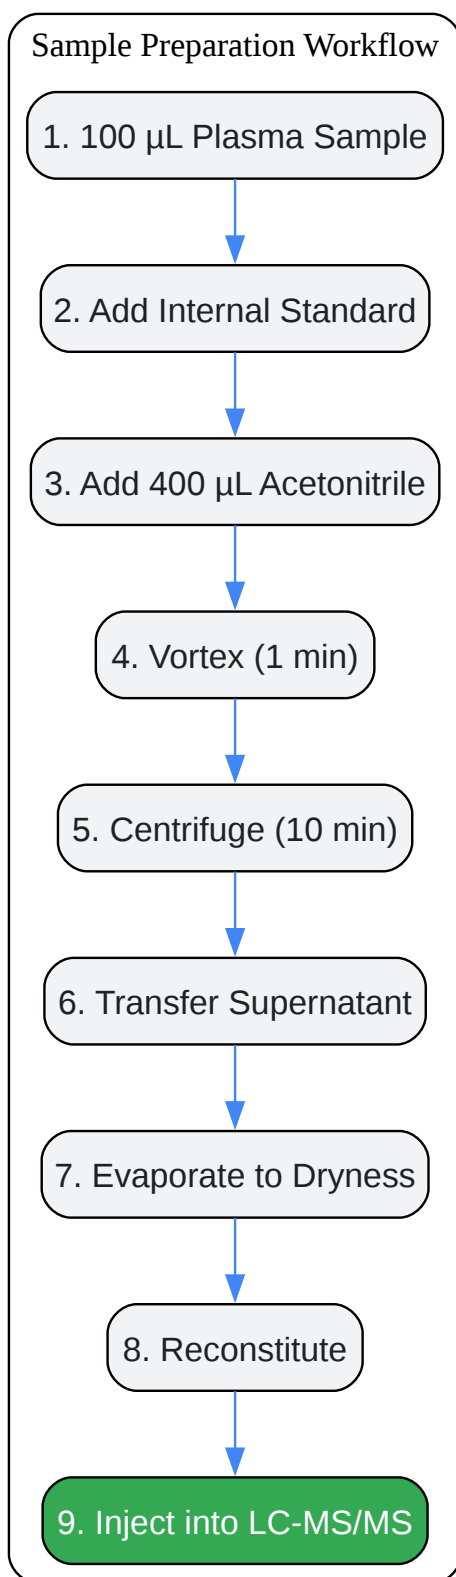 Sample Preparation Workflow
1. 100 µL Plasma Sample
2. Add Internal Standard
3. Add 400 µL Acetonitrile
4. Vortex (1 min)
5. Centrifuge (10 min)
6. Transfer Supernatant
7. Evaporate to Dryness
8. Reconstitute
9. Inject into LC-MS/MS